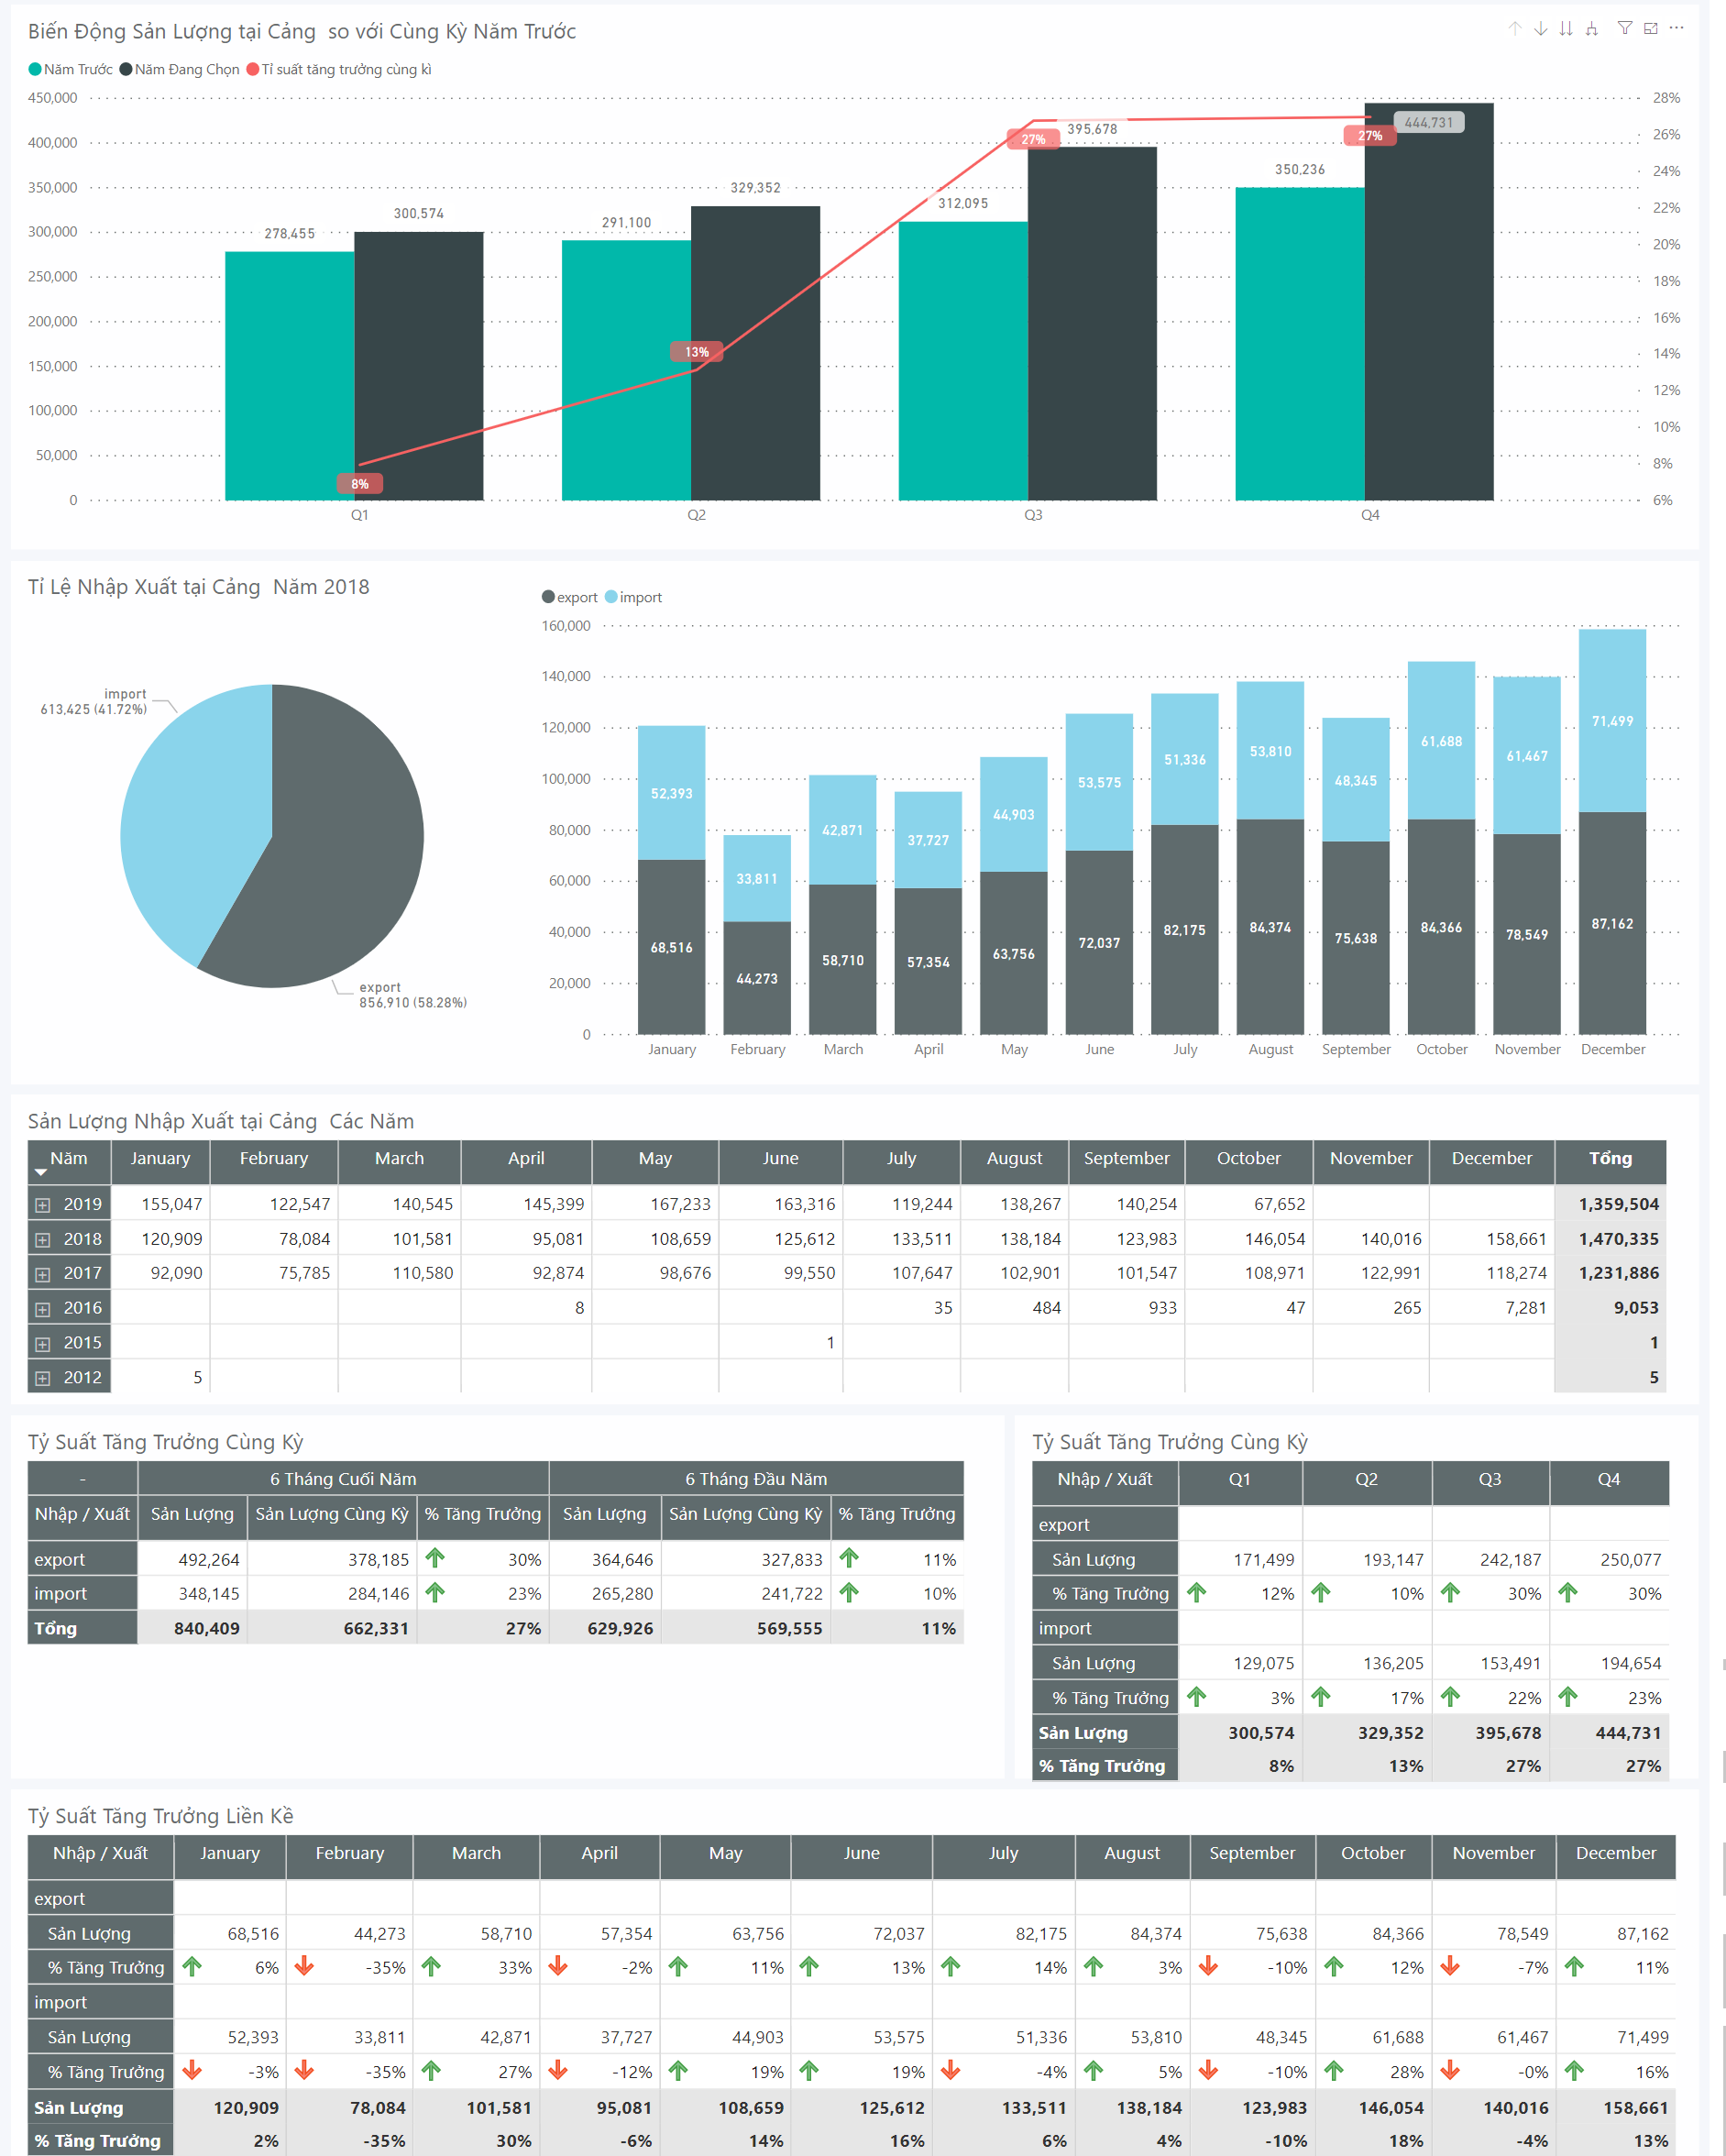 Biến Động Sản Lượng tại Cảng so với Cùng Kỳ Năm Trước
Năm Trước Năm Đang Chọn Tỉ suất tăng trưởng cùng kì
450,000 28%
400,000 26%
350,000 24%
300,000 22%
250,000 20%
200,000 18%
150,000 16%
100,000 14%
50,000 12%
0 10%
8%
6%
278,455 300,574 291,100 329,352 312,095 395,678 350,236 444,731
8% 13% 27% 27%
Q1 Q2 Q3 Q4
Tỉ Lệ Nhập Xuất tại Cảng Năm 2018
import
613,425 (41.72%)
export
856,910 (58.28%)
export import
160,000
140,000
120,000
100,000
80,000
60,000
40,000
20,000
0
52,393 33,811 42,871 37,727 44,903 53,575 51,336 53,810 48,345 61,688 61,467 71,499
68,516 44,273 58,710 57,354 63,756 72,037 82,175 84,374 75,638 84,366 78,549 87,162
January February March April May June July August September October November December
Sản Lượng Nhập Xuất tại Cảng Các Năm
Năm January February March April May June July August September October November December Tổng
2019 155,047 122,547 140,545 145,399 167,233 163,316 119,244 138,267 140,254 67,652 1,359,504
2018 120,909 78,084 101,581 95,081 108,659 125,612 133,511 138,184 123,983 146,054 140,016 158,661 1,470,335
2017 92,090 75,785 110,580 92,874 98,676 99,550 107,647 102,901 101,547 108,971 122,991 118,274 1,231,886
2016 8 35 484 933 47 265 7,281 9,053
2015 1 1
2012 5 5
Tỷ Suất Tăng Trưởng Cùng Kỳ
- 6 Tháng Cuối Năm 6 Tháng Đầu Năm
Nhập / Xuất Sản Lượng Sản Lượng Cùng Kỳ % Tăng Trưởng Sản Lượng Sản Lượng Cùng Kỳ % Tăng Trưởng
export 492,264 378,185 30% 364,646 327,833 11%
import 348,145 284,146 23% 265,280 241,722 10%
Tổng 840,409 662,331 27% 629,926 569,555 11%
Tỷ Suất Tăng Trưởng Cùng Kỳ
Nhập / Xuất Q1 Q2 Q3 Q4
export
Sản Lượng 171,499 193,147 242,187 250,077
% Tăng Trưởng 12% 10% 30% 30%
import
Sản Lượng 129,075 136,205 153,491 194,654
% Tăng Trưởng 3% 17% 22% 23%
Sản Lượng 300,574 329,352 395,678 444,731
% Tăng Trưởng 8% 13% 27% 27%
Tỷ Suất Tăng Trưởng Liền Kề
Nhập / Xuất January February March April May June July August September October November December
export
Sản Lượng 68,516 44,273 58,710 57,354 63,756 72,037 82,175 84,374 75,638 84,366 78,549 87,162
% Tăng Trưởng 6% -35% 33% -2% 11% 13% 14% 3% -10% 12% -7% 11%
import
Sản Lượng 52,393 33,811 42,871 37,727 44,903 53,575 51,336 53,810 48,345 61,688 61,467 71,499
% Tăng Trưởng -3% -35% 27% -12% 19% 19% -4% 5% -10% 28% -0% 16%
Sản Lượng 120,909 78,084 101,581 95,081 108,659 125,612 133,511 138,184 123,983 146,054 140,016 158,661
% Tăng Trưởng 2% -35% 30% -6% 14% 16% 6% 4% -10% 18% -4% 13%